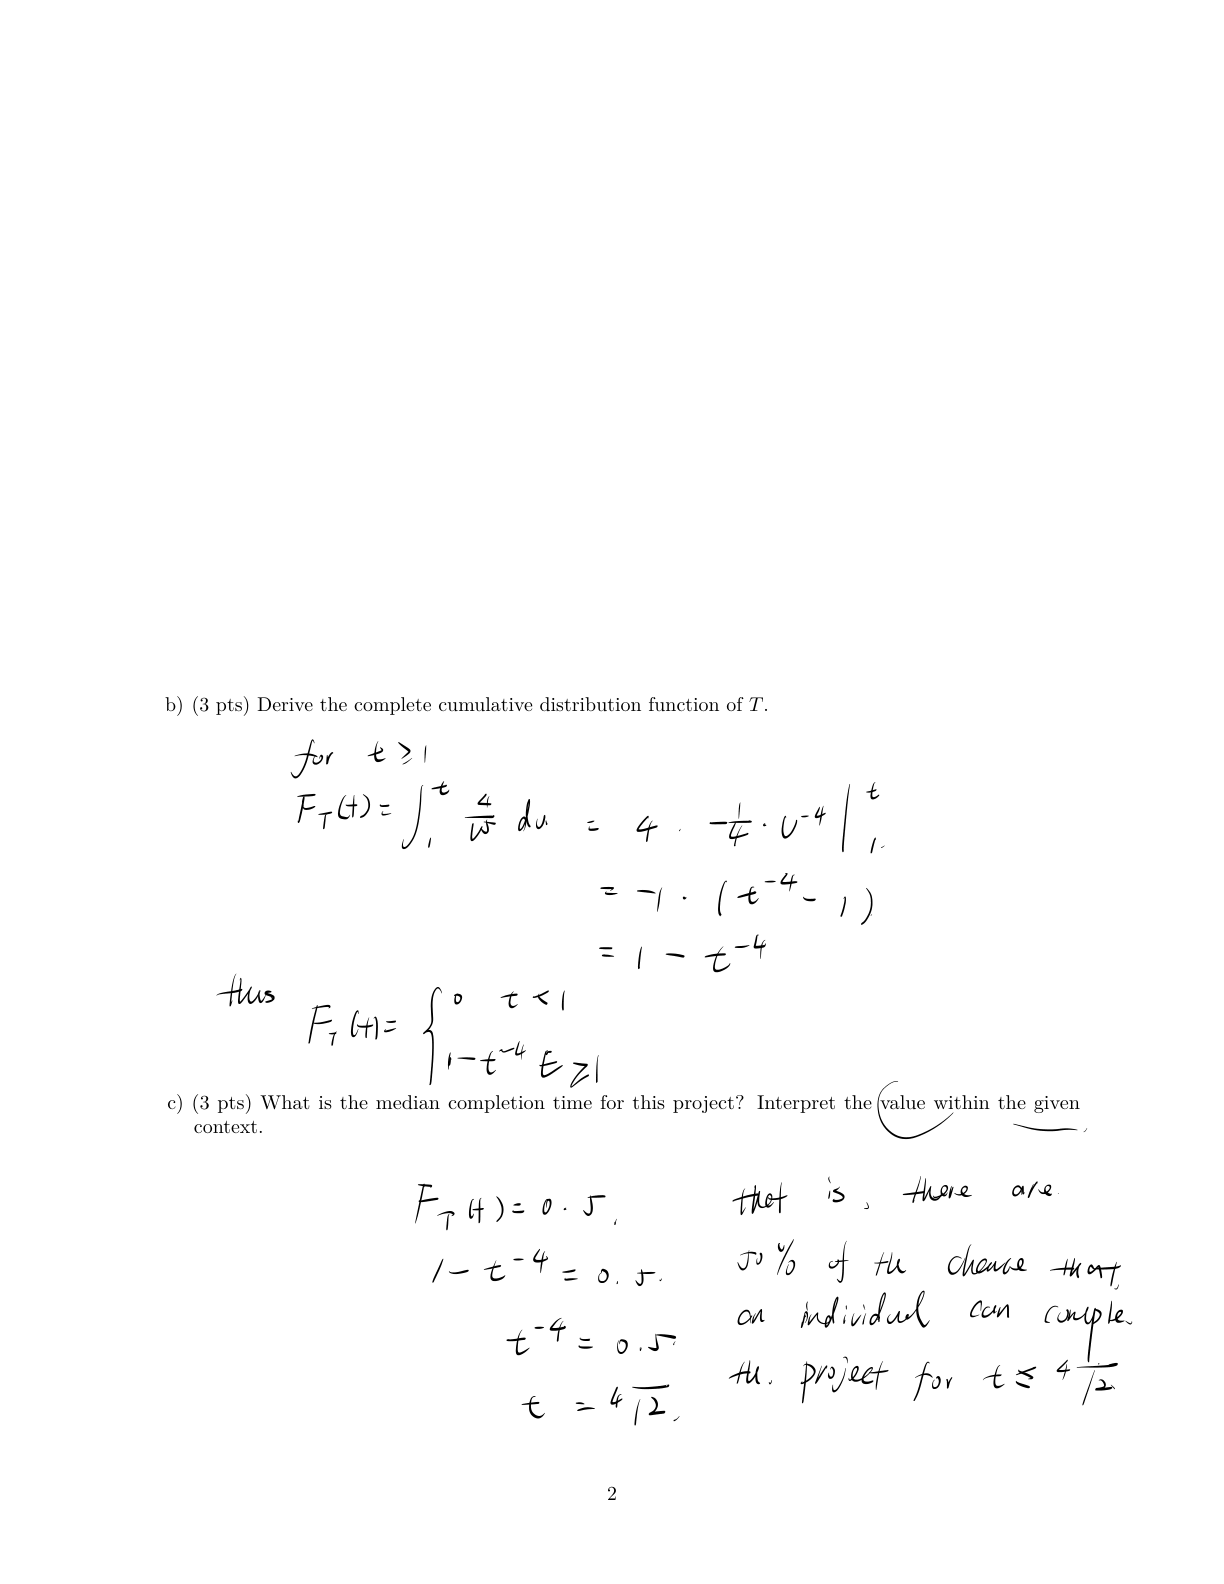 b) (3 pts) Derive the complete cumulative distribution function of T.
for t ≥ 1
F_T(t) = ∫_1^t 4/u^5 du = 4 · -1/4 · u^-4 |_1^t
= -1 · (t^-4 - 1)
= 1 - t^-4
thus
F_T(t) = { 0 t < 1
1 - t^-4 t ≥ 1
c) (3 pts) What is the median completion time for this project? Interpret the value within the given
context.
F_T(t) = 0.5,
1 - t^-4 = 0.5.
t^-4 = 0.5
t = ⁴√2.
that is, there are
50% of the chance that
an individual can comple
the project for t ≤ ⁴√2
2